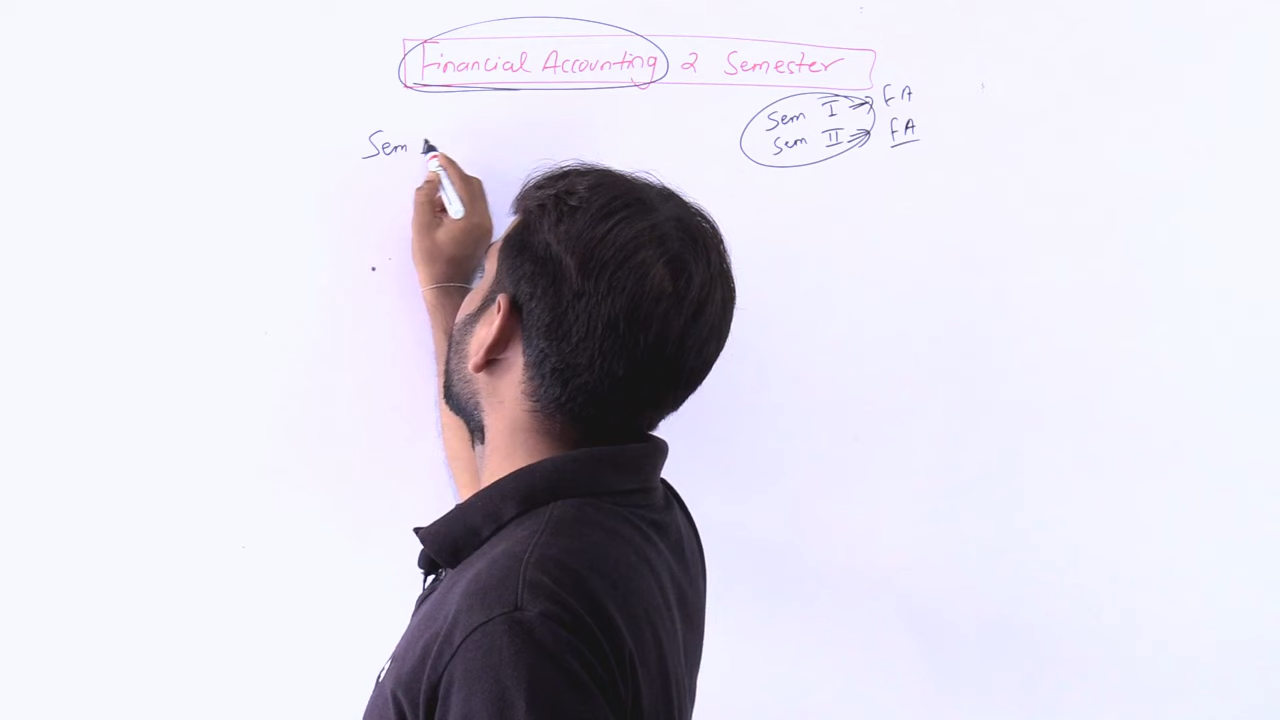 Financial Accounting 2 Semester
Sem I → FA
Sem II → FA
Sem